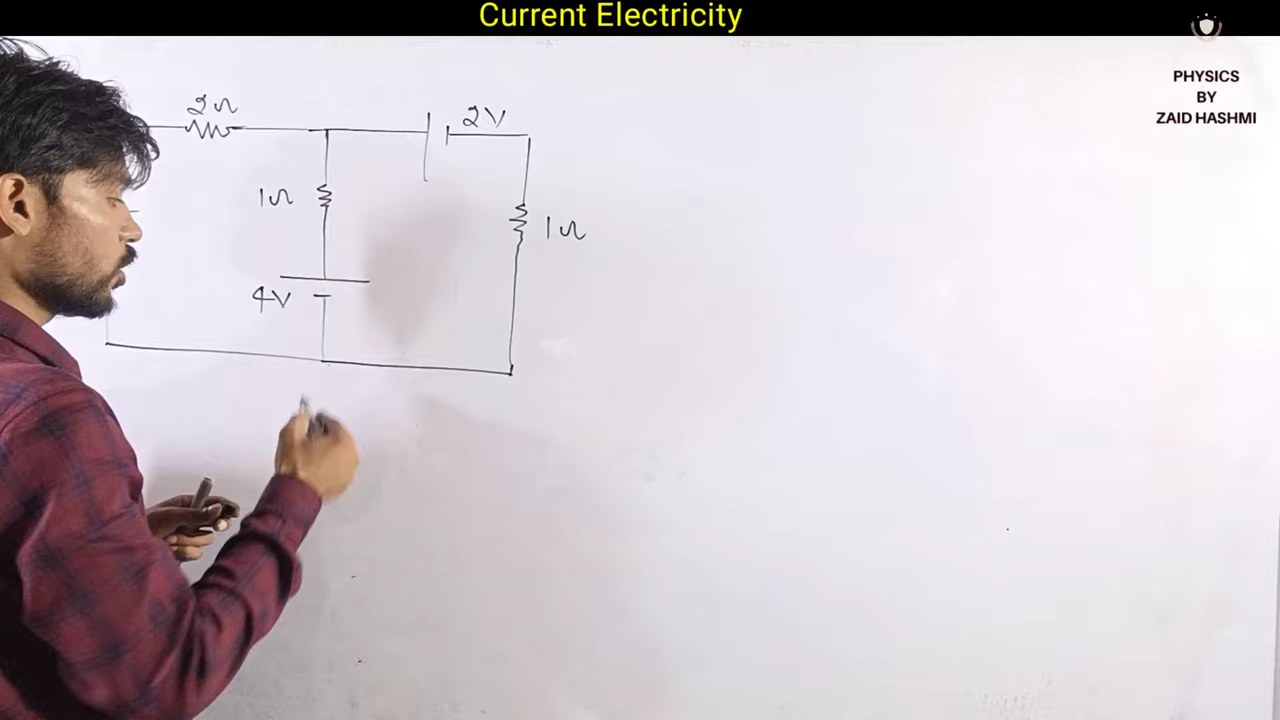 Current Electricity
PHYSICS
BY
ZAID HASHMI
2Ω
2V
1Ω
1Ω
4V